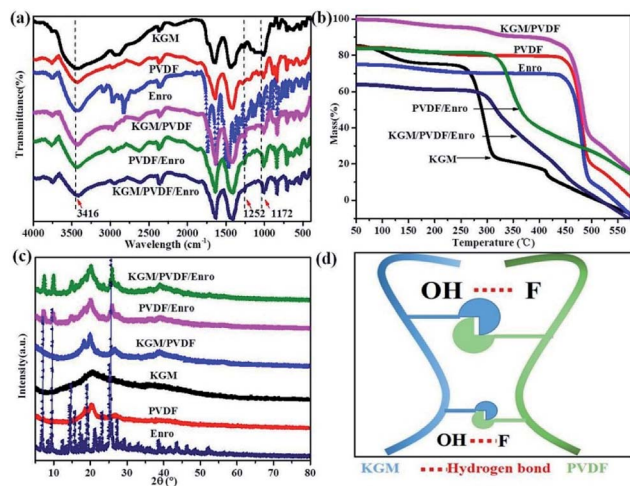 (a)
KGM
PVDF
Enro
KGM/PVDF
PVDF/Enro
KGM/PVDF/Enro
3416
1252
1172
Transmittance(%)
4000 3500 3000 2500 2000 1500 1000 500
Wavelength (cm-1)
b
100
80
60
40
20
0
KGM/PVDF
PVDF
Enro
PVDF/Enro
KGM/PVDF/Enro
KGM
Mass(%)
50 100 150 200 250 300 350 400 450 500 550
Temperature (℃)
(c)
KGM/PVDF/Enro
PVDF/Enro
KGM/PVDF
KGM
PVDF
Enro
Intensity(a.u.)
10 20 30 40 50 60 70 80
2Θ (°)
(d)
OH F
OH F
KGM Hydrogen bond PVDF